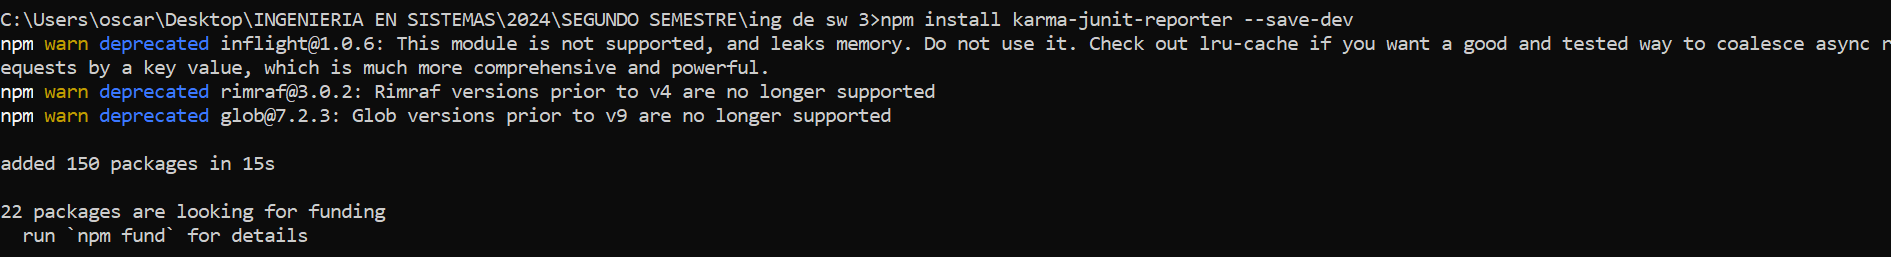 C:\Users\oscar\Desktop\INGENIERIA EN SISTEMAS\2024\SEGUNDO SEMESTRE\ing de sw 3>npm install karma-junit-reporter --save-dev
npm warn deprecated inflight@1.0.6: This module is not supported, and leaks memory. Do not use it. Check out lru-cache if you want a good and tested way to coalesce async r
equests by a key value, which is much more comprehensive and powerful.
npm warn deprecated rimraf@3.0.2: Rimraf versions prior to v4 are no longer supported
npm warn deprecated glob@7.2.3: Glob versions prior to v9 are no longer supported
added 150 packages in 15s
22 packages are looking for funding
  run `npm fund` for details